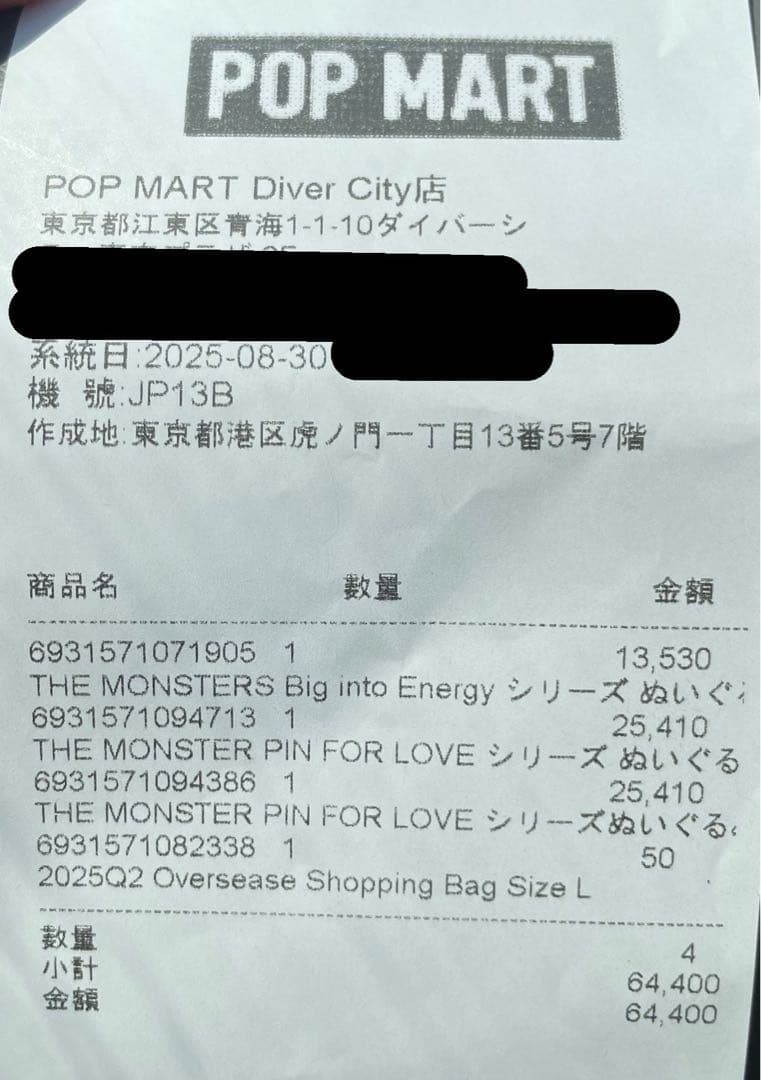 POP MART
POP MART Diver City店
東京都江東区青海1-1-10ダイバーシ
系統日:2025-08-30
機 號:JP13B
作成地:東京都港区虎ノ門一丁目13番5号7階
商品名 数量 金額
6931571071905 1 13,530
THE MONSTERS Big into Energy シリーズ ぬいぐ
6931571094713 1 25,410
THE MONSTER PIN FOR LOVE シリーズ ぬいぐる
6931571094386 1 25,410
THE MONSTER PIN FOR LOVE シリーズぬいぐる
6931571082338 1 50
2025Q2 Oversease Shopping Bag Size L
数量 4
小計 64,400
金額 64,400